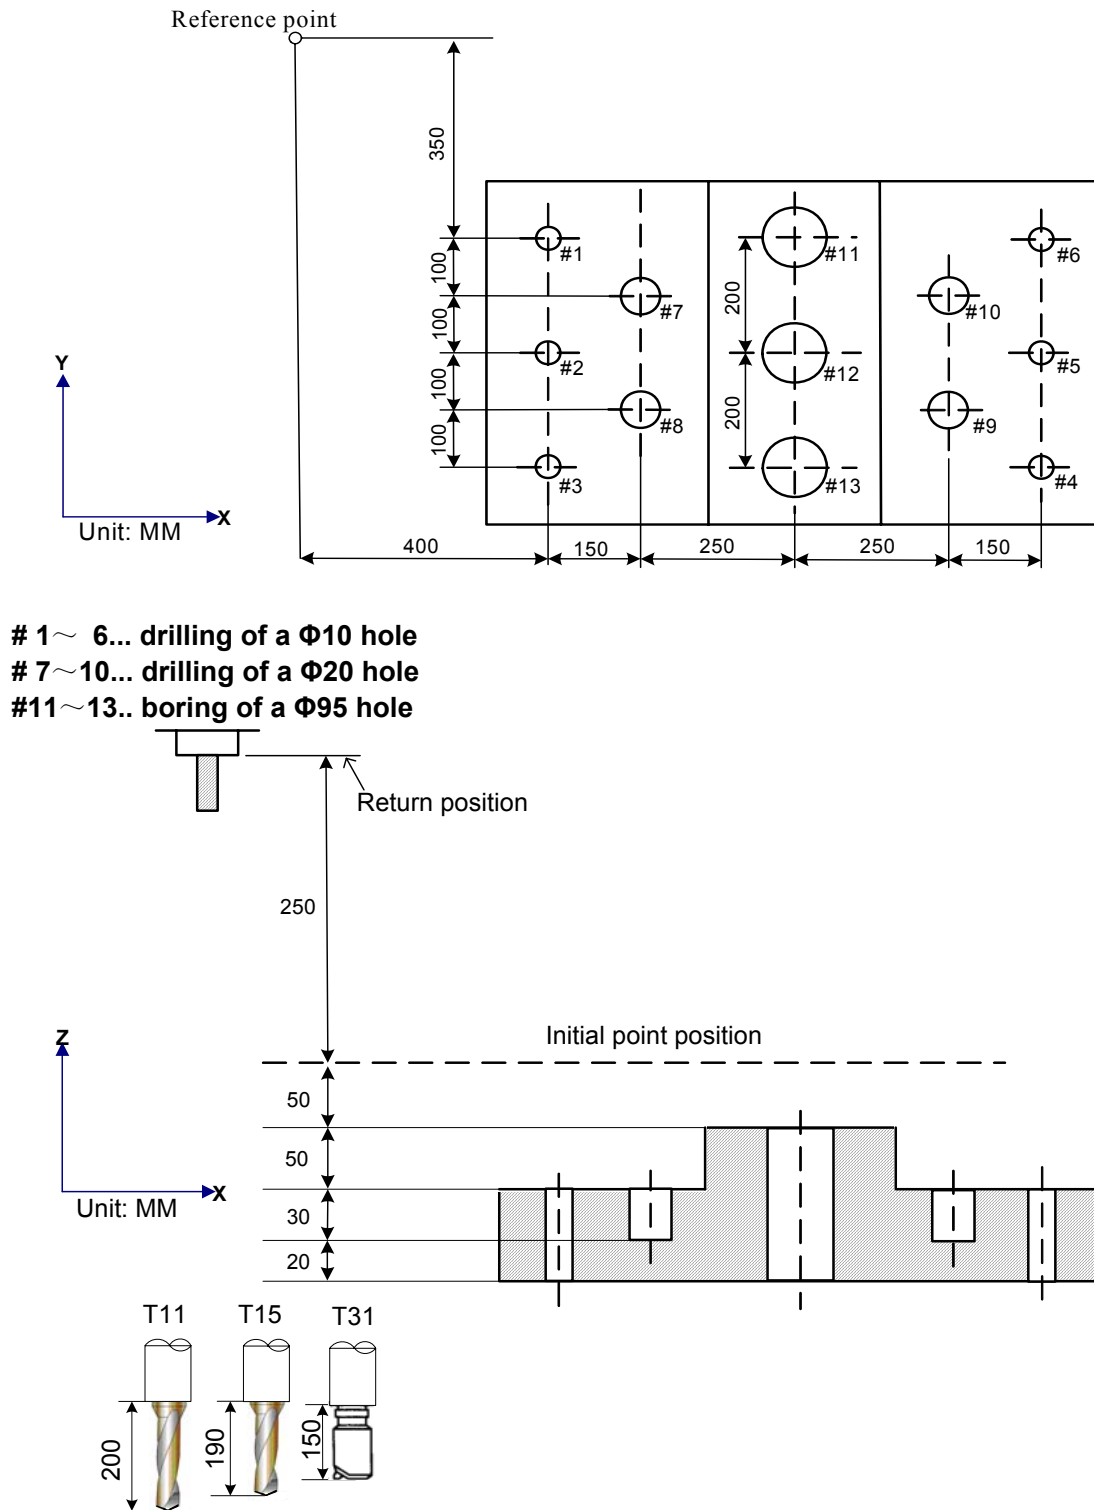 Reference point
350
#1
#11
#6
100
#7
200
#10
100
Y
#2
#12
#5
100
#8
200
#9
100
#3
#13
#4
X
Unit: MM
400
150
250
250
150
# 1～ 6... drilling of a Φ10 hole
# 7～10... drilling of a Φ20 hole
#11～13.. boring of a Φ95 hole
Return position
250
Z
Initial point position
50
50
X
Unit: MM
30
20
T11
T15
T31
200
190
150